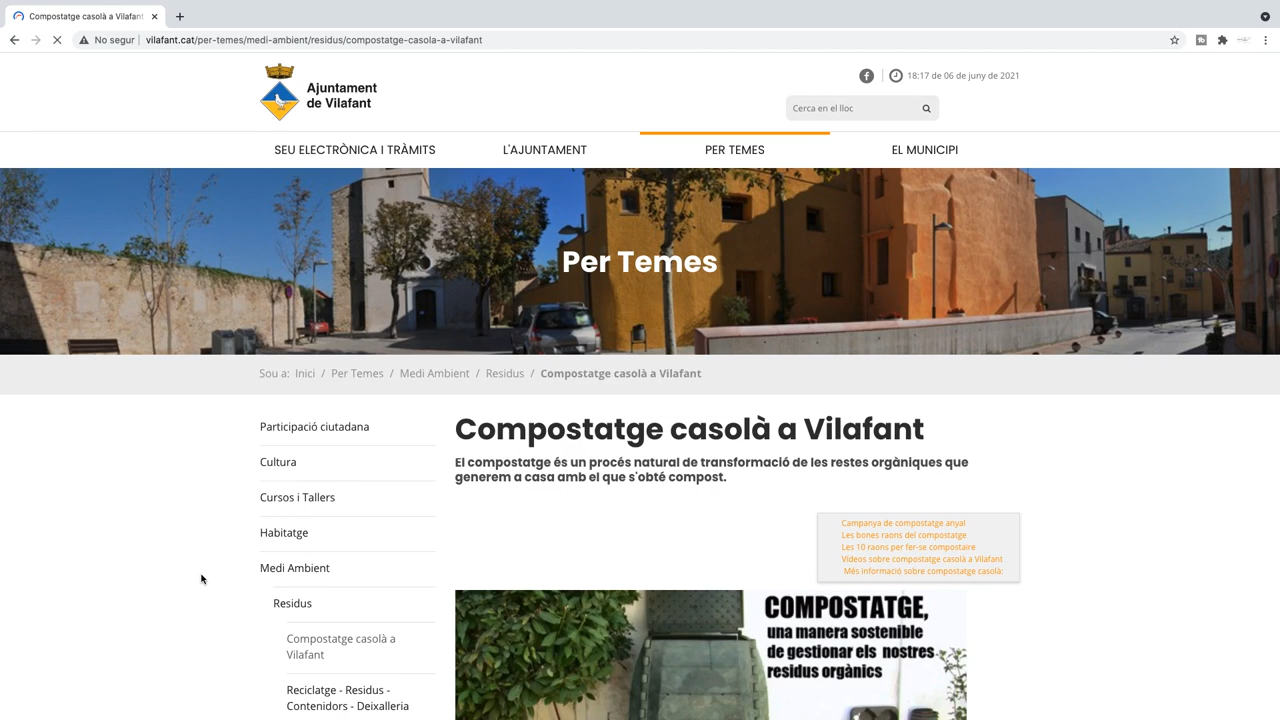 Compostatge casolà a Vilafant
No segur
vilafant.cat/per-temes/medi-ambient/residus/compostatge-casola-a-vilafant
Ajuntament
de Vilafant
18:17 de 06 de juny de 2021
Cerca en el lloc
SEU ELECTRÒNICA I TRÀMITS
L'AJUNTAMENT
PER TEMES
EL MUNICIPI
Per Temes
Sou a: Inici / Per Temes / Medi Ambient / Residus / Compostatge casolà a Vilafant
Participació ciutadana
Cultura
Cursos i Tallers
Habitatge
Medi Ambient
Residus
Compostatge casolà a
Vilafant
Reciclatge - Residus -
Contenidors - Deixalleria
Compostatge casolà a Vilafant
El compostatge és un procés natural de transformació de les restes orgàniques que
generem a casa amb el que s'obté compost.
Campanya de compostatge anyal
Les bones raons del compostatge
Les 10 raons per fer-se compostaire
Vídeos sobre compostatge casolà a Vilafant
Més informació sobre compostatge casolà:
COMPOSTATGE,
una manera sostenible
de gestionar els nostres
residus orgànics